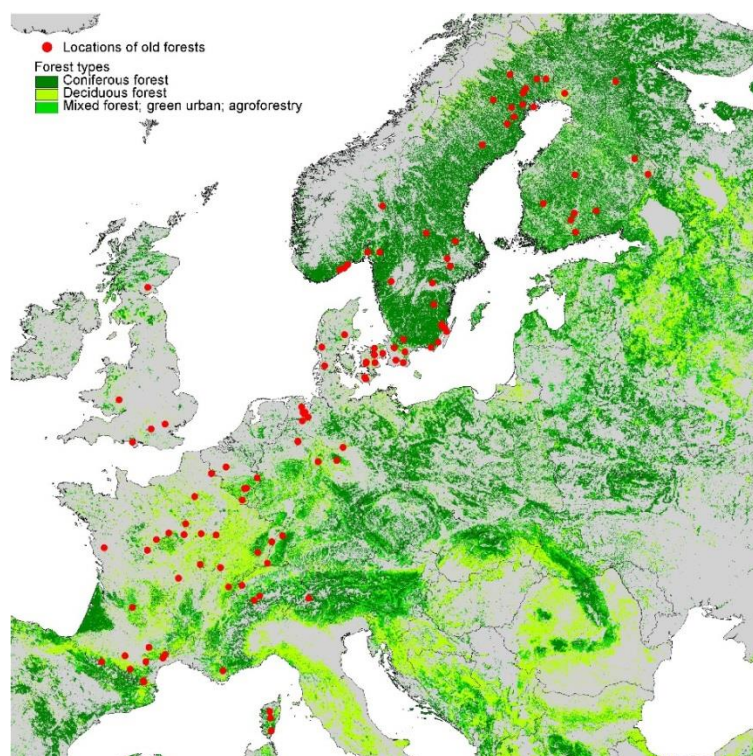 Locations of old forests
Forest types
Coniferous forest
Deciduous forest
Mixed forest; green urban; agroforestry